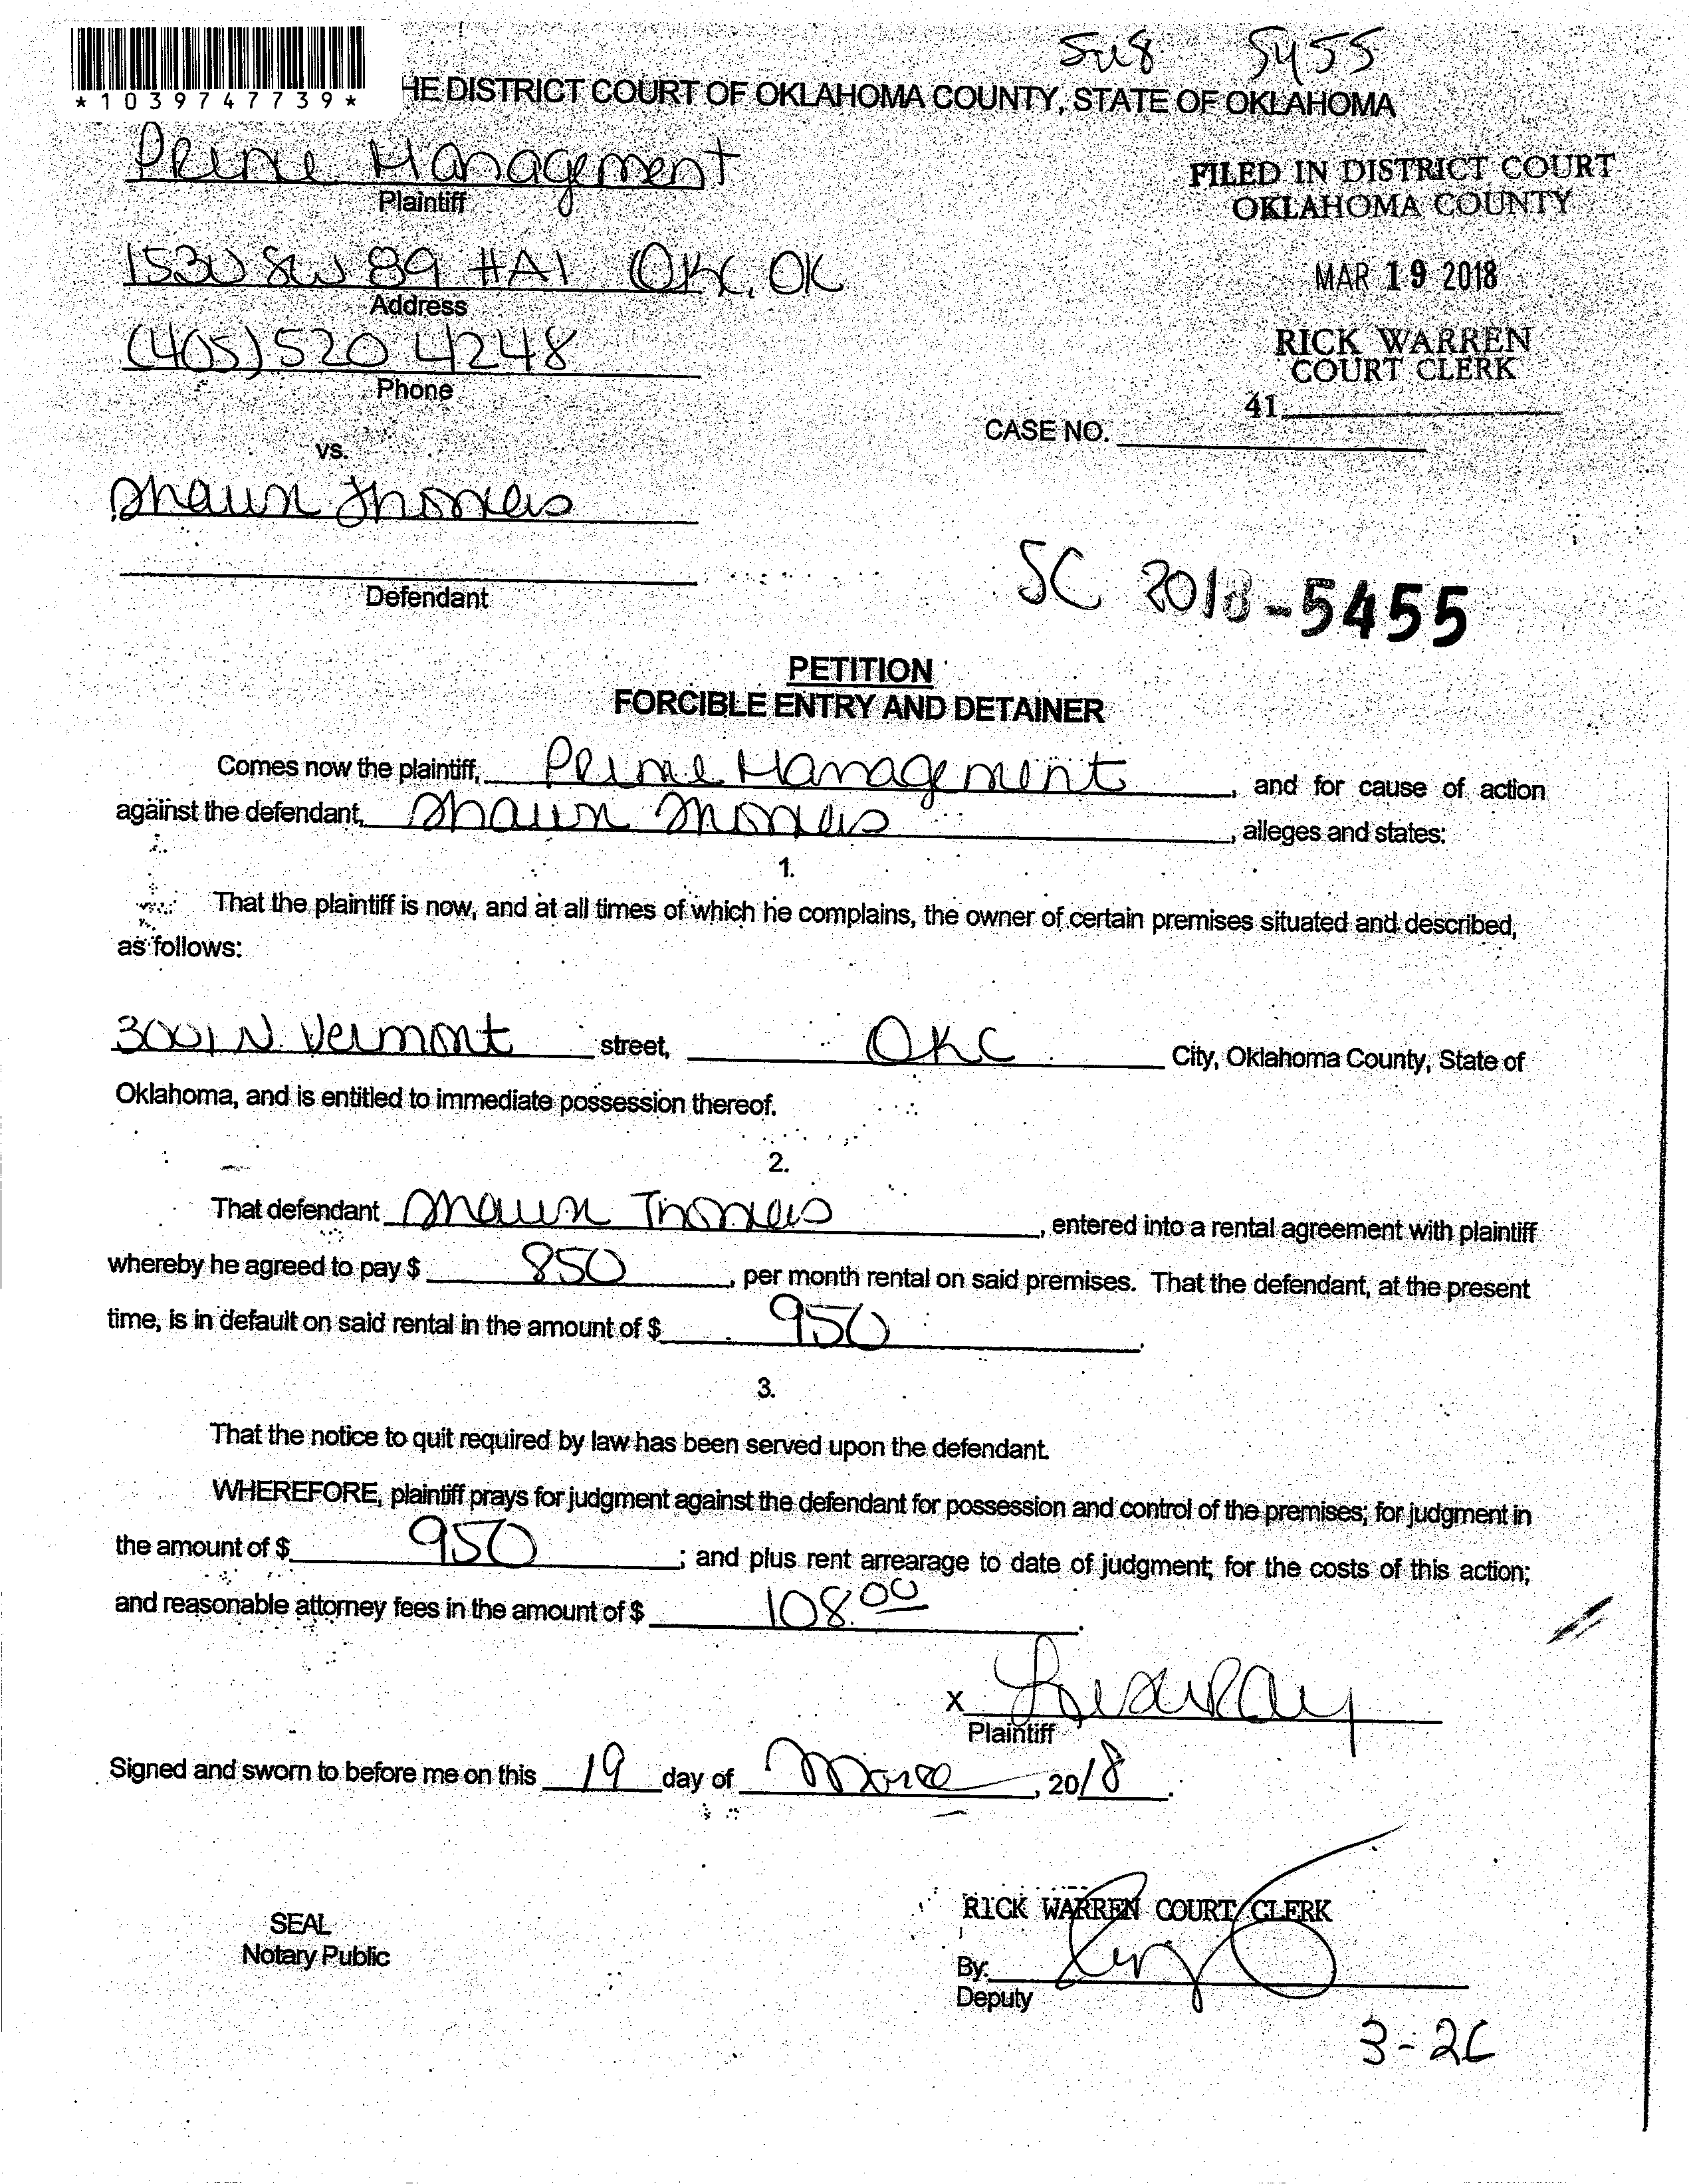 5455
*1039747739*
HE DISTRICT COURT OF OKLAHOMA COUNTY, STATE OF OKLAHOMA
Prime Management
Plaintiff
FILED IN DISTRICT COURT
OKLAHOMA COUNTY
1530 SW 89 #A1 OKC, OK
Address
MAR 19 2018
(405) 520 4248
Phone
RICK WARREN
COURT CLERK
41
CASE NO.
vs.
Shaun Thomas
Defendant
SC 2018-5455
PETITION
FORCIBLE ENTRY AND DETAINER
Comes now the plaintiff, Prime Management, and for cause of action
against the defendant, Shaun Thomas, alleges and states:
1.
That the plaintiff is now, and at all times of which he complains, the owner of certain premises situated and described,
as follows:
3001 N. Vermont street, OKC City, Oklahoma County, State of
Oklahoma, and is entitled to immediate possession thereof.
2.
That defendant Shaun Thomas, entered into a rental agreement with plaintiff
whereby he agreed to pay $ 850, per month rental on said premises. That the defendant, at the present
time, is in default on said rental in the amount of $ 950.
3.
That the notice to quit required by law has been served upon the defendant.
WHEREFORE, plaintiff prays for judgment against the defendant for possession and control of the premises; for judgment in
the amount of $ 950; and plus rent arrearage to date of judgment; for the costs of this action;
and reasonable attorney fees in the amount of $ 108.00.
X
Plaintiff
Signed and sworn to before me on this 19 day of , 2018.
SEAL
Notary Public
RICK WARREN COURT CLERK
By:
Deputy